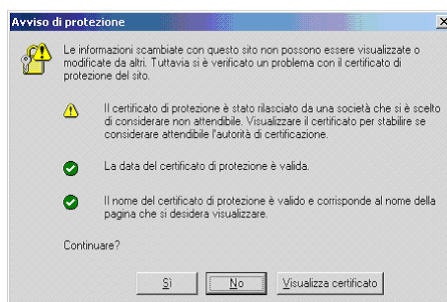 Avviso di protezione
Le informazioni scambiate con questo sito non possono essere visualizzate o
modificate da altri. Tuttavia si è verificato un problema con il certificato di
protezione del sito.
Il certificato di protezione è stato rilasciato da una società che si è scelto
di considerare non attendibile. Visualizzare il certificato per stabilire se
considerare attendibile l'autorità di certificazione.
La data del certificato di protezione è valida.
Il nome del certificato di protezione è valido e corrisponde al nome della
pagina che si desidera visualizzare.
Continuare?
Sì No Visualizza certificato